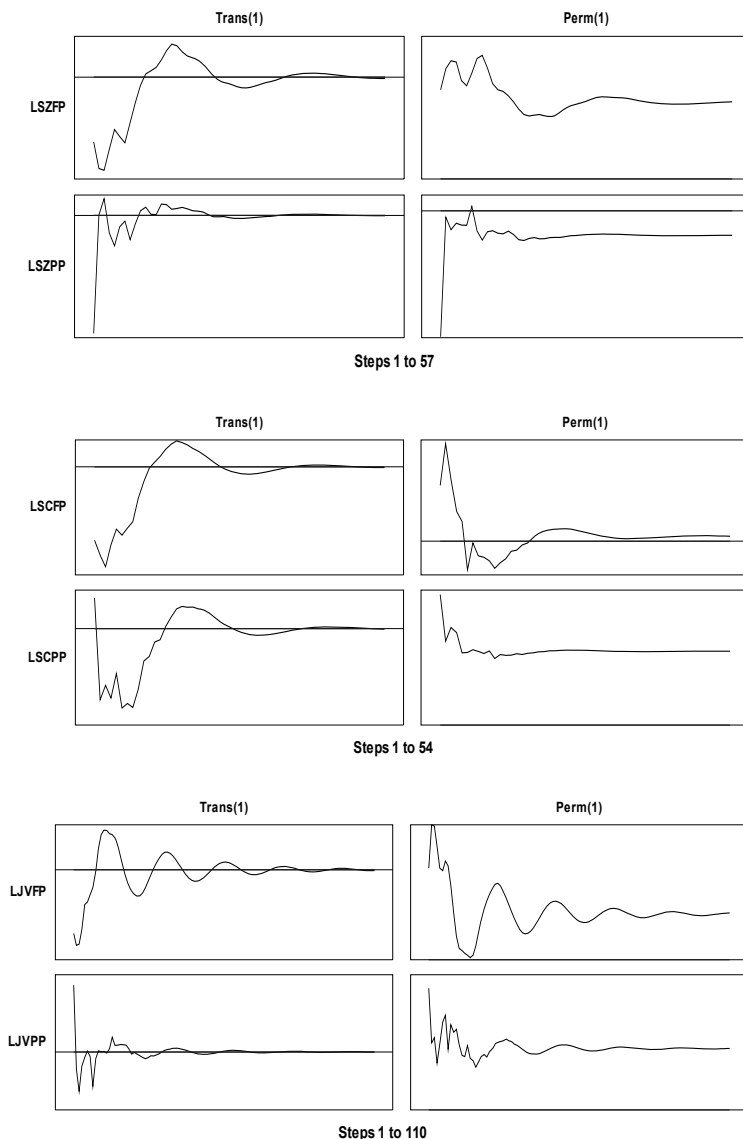 Trans(1) Perm(1)
LSZFP
LSZPP
Steps 1 to 57
Trans(1) Perm(1)
LSCFP
LSCPP
Steps 1 to 54
Trans(1) Perm(1)
LJVFP
LJVPP
Steps 1 to 110